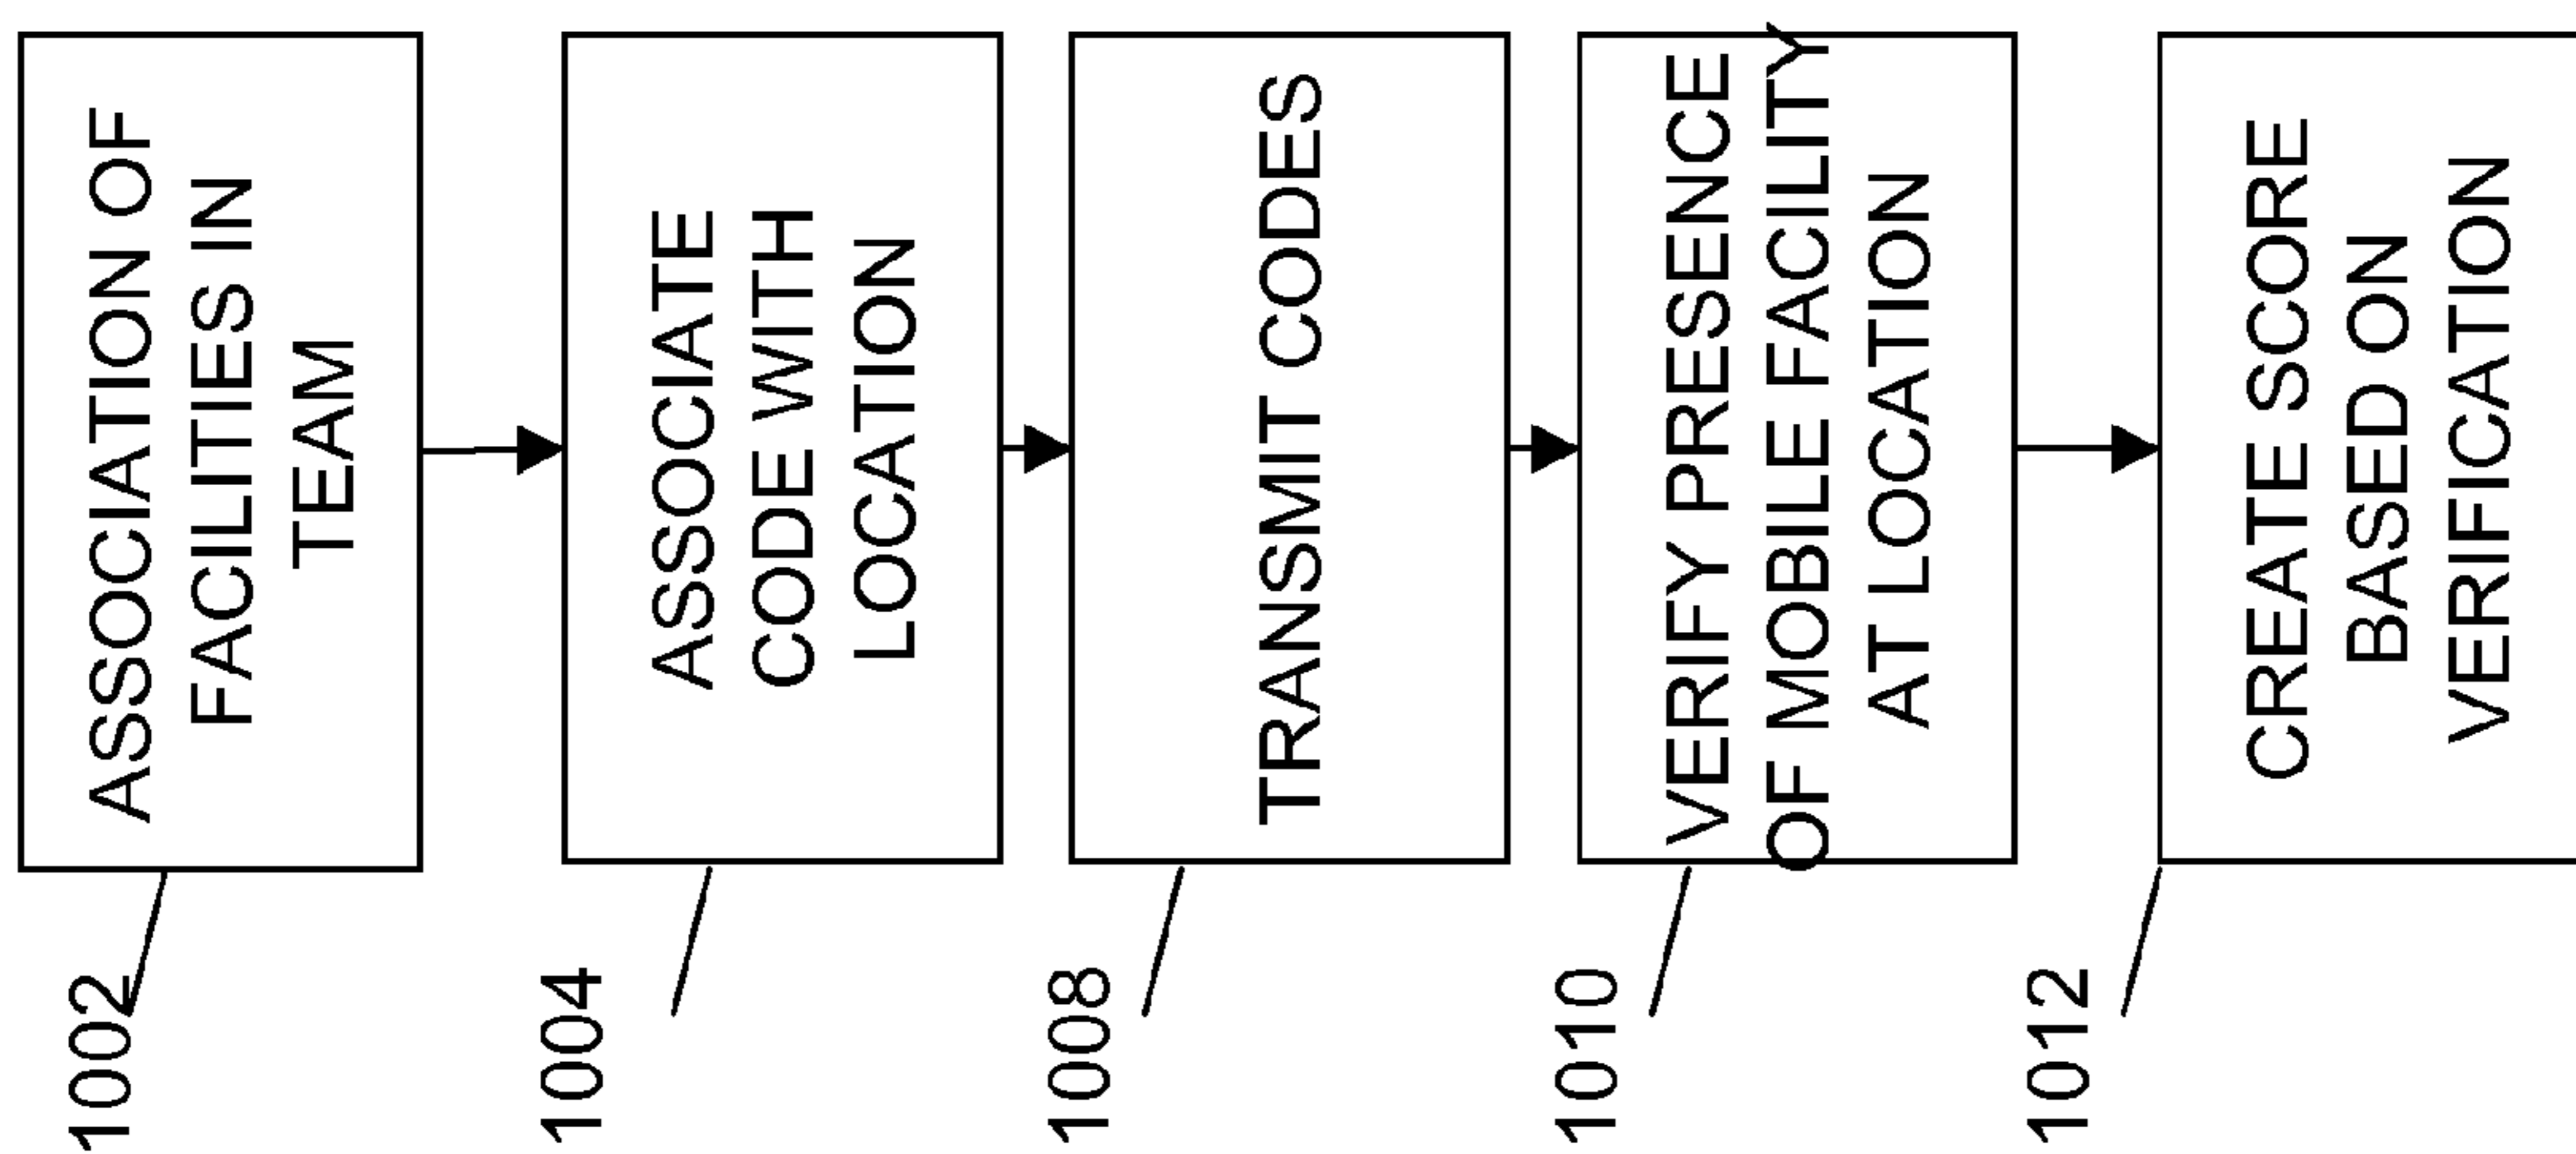 1002
ASSOCIATION OF
FACILITIES IN
TEAM
1004
ASSOCIATE
CODE WITH
LOCATION
1008
TRANSMIT CODES
1010
VERIFY PRESENCE
OF MOBILE FACILITY
AT LOCATION
1012
CREATE SCORE
BASED ON
VERIFICATION